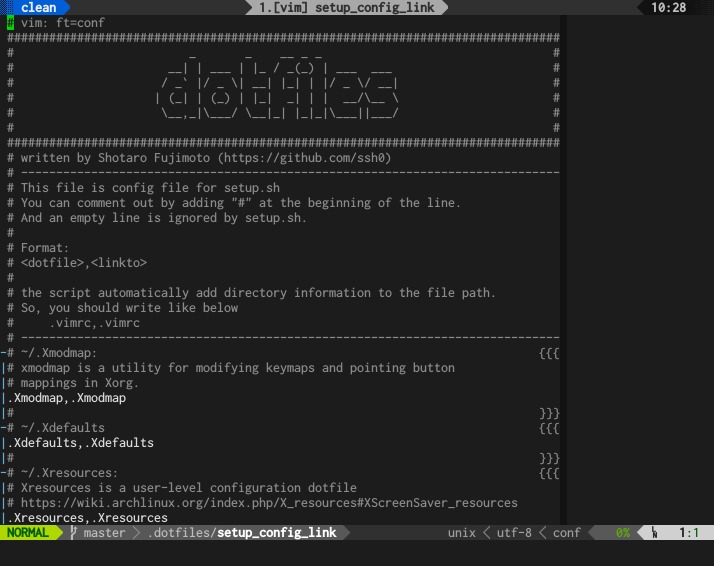 clean 1.[vim] setup_config_link 10:28
# vim: ft=conf
###############################################################################
#                         _       _    __ _ _                                 #
#                      __| | ___ | |_ / _(_) | ___  ___                       #
#                     / _` |/ _ \| __| |_| | |/ _ \/ __|                      #
#                    | (_| | (_) | |_|  _| | |  __/\__ \                      #
#                     \__,_|\___/ \__|_| |_|_|\___||___/                      #
#                                                                             #
###############################################################################
# written by Shotaro Fujimoto (https://github.com/ssh0)
# -----------------------------------------------------------------------------
# This file is config file for setup.sh
# You can comment out by adding "#" at the beginning of the line.
# And an empty line is ignored by setup.sh.
#
# Format:
# <dotfile>,<linkto>
#
# the script automatically add directory information to the file path.
# So, you should write like below
#     .vimrc,.vimrc
# -----------------------------------------------------------------------------
-# ~/.Xmodmap: {{{
|# xmodmap is a utility for modifying keymaps and pointing button
|# mappings in Xorg.
|.Xmodmap,.Xmodmap
|# }}}
-# ~/.Xdefaults {{{
|.Xdefaults,.Xdefaults
|# }}}
-# ~/.Xresources: {{{
|# Xresources is a user-level configuration dotfile
|# https://wiki.archlinux.org/index.php/X_resources#XScreenSaver_resources
|.Xresources,.Xresources
NORMAL master .dotfiles/setup_config_link unix < utf-8 < conf 0% 1:1